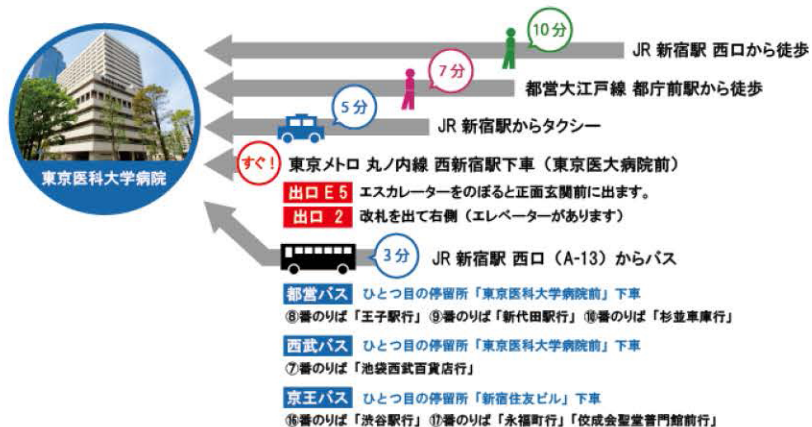 10分
JR 新宿駅 西口から徒歩
7分
都営大江戸線 都庁前駅から徒歩
5分
JR 新宿駅からタクシー
東京医科大学病院
すぐ！
東京メトロ 丸ノ内線 西新宿駅下車（東京医大病院前）
出口 E 5 エスカレーターをのぼると正面玄関前に出ます。
出口 2 改札を出て右側（エレベーターがあります）
3分
JR 新宿駅 西口（A-13）からバス
都営バス ひとつ目の停留所「東京医科大学病院前」下車
⑧番のりば「王子駅行」⑨番のりば「新代田駅行」⑩番のりば「杉並車庫行」
西武バス ひとつ目の停留所「東京医科大学病院前」下車
⑦番のりば「池袋西武百貨店行」
京王バス ひとつ目の停留所「新宿住友ビル」下車
⑯番のりば「渋谷駅行」⑰番のりば「永福町行」「佼成会聖堂普門館前行」